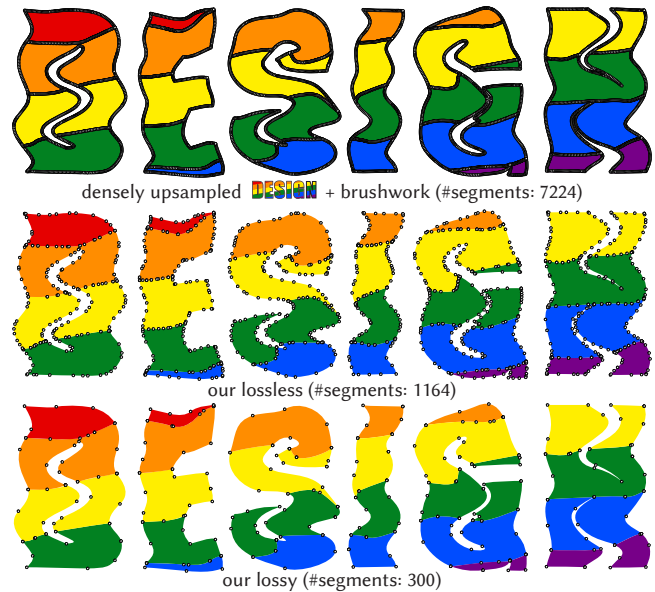 DESIGN
densely upsampled DESIGN + brushwork (#segments: 7224)
DESIGN
our lossless (#segments: 1164)
DESIGN
our lossy (#segments: 300)